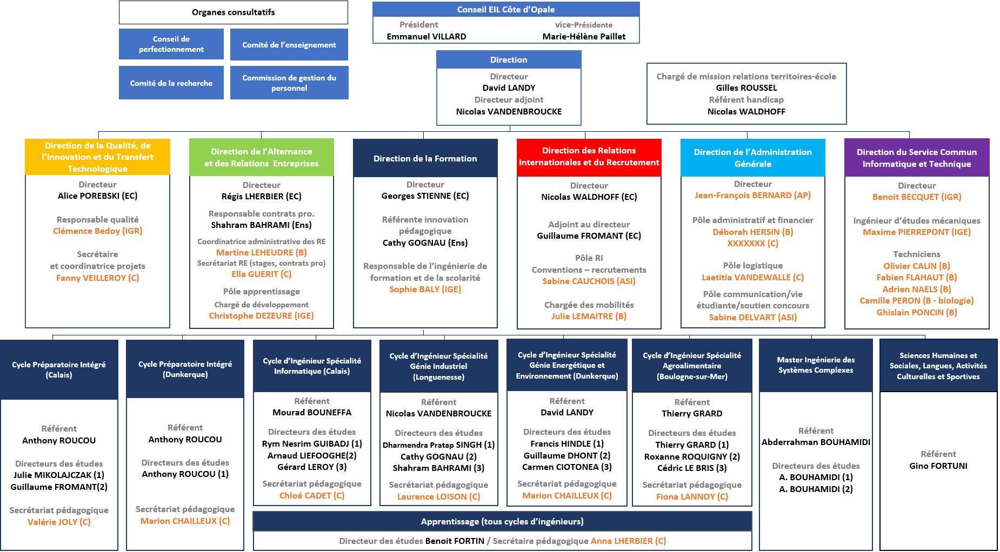 Organes consultatifs
Conseil de
perfectionnement
Comité de l’enseignement
Comité de la recherche
Commission de gestion du
personnel
Conseil EIL Côte d’Opale
Président
Emmanuel VILLARD
vice-Présidente
Marie-Hélène Paillet
Direction
Directeur
David LANDY
Directeur adjoint
Nicolas VANDENBROUCKE
Chargé de mission relations territoires-école
Gilles ROUSSEL
Référent handicap
Nicolas WALDHOFF
Direction de la Qualité, de
l’Innovation et du Transfert
Technologique
Directeur
Alice POREBSKI (EC)
Responsable qualité
Clémence Bedoy (IGR)
Secrétaire
et coordinatrice projets
Fanny VEILLEROY (C)
Direction de l’Alternance
et des Relations Entreprises
Directeur
Régis LHERBIER (EC)
Responsable contrats pro.
Shahram BAHRAMI (Ens)
Coordinatrice administrative des RE
Martine LEHEUDRE (B)
Secrétariat RE (stages, contrats pro)
Ella GUERIT (C)
Pôle apprentissage
Chargé de développement
Christophe DEZEURE (IGE)
Direction de la Formation
Directeur
Georges STIENNE (EC)
Référente innovation
pédagogique
Cathy GOGNAU (Ens)
Responsable de l’ingénierie de
formation et de la scolarité
Sophie BALY (IGE)
Direction des Relations
Internationales et du Recrutement
Directeur
Nicolas WALDHOFF (EC)
Adjoint au directeur
Guillaume FROMANT (EC)
Pôle RI
Conventions – recrutements
Sabine CAUCHOIS (ASI)
Chargée des mobilités
Julie LEMAITRE (B)
Direction de l’Administration
Générale
Directeur
Jean-François BERNARD (AP)
Pôle administratif et financier
Déborah HERSIN (B)
XXXXXXX (C)
Pôle logistique
Laetitia VANDEWALLE (C)
Pôle communication/vie
étudiante/soutien concours
Sabine DELVART (ASI)
Direction du Service Commun
Informatique et Technique
Directeur
Benoit BECQUET (IGR)
Ingénieur d’études mécaniques
Maxime PIERREPONT (IGE)
Techniciens
Olivier CALIN (B)
Fabien FLAHAUT (B)
Adrien NAELS (B)
Camille PERON (B - biologie)
Ghislain PONCIN (B)
Cycle Préparatoire Intégré
(Calais)
Référent
Anthony ROUCOU
Directeurs des études
Julie MIKOLAJCZAK (1)
Guillaume FROMANT(2)
Secrétariat pédagogique
Valérie JOLY (C)
Cycle Préparatoire Intégré
(Dunkerque)
Référent
Anthony ROUCOU
Directeurs des études
Anthony ROUCOU (1)
Secrétariat pédagogique
Marion CHAILLEUX (C)
Cycle d’Ingénieur Spécialité
Informatique (Calais)
Référent
Mourad BOUNEFFA
Directeurs des études
Rym Nesrim GUIBADJ (1)
Arnaud LIEFOOGHE(2)
Gérard LEROY (3)
Secrétariat pédagogique
Chloé CADET (C)
Cycle d’Ingénieur Spécialité
Génie Industriel
(Longuenesse)
Référent
Nicolas VANDENBROUCKE
Directeurs des études
Dharmendra Pratap SINGH (1)
Cathy GOGNAU (2)
Shahram BAHRAMI (3)
Secrétariat pédagogique
Laurence LOISON (C)
Cycle d’Ingénieur Spécialité
Génie Energétique et
Environnement (Dunkerque)
Référent
David LANDY
Directeurs des études
Francis HINDLE (1)
Guillaume DHONT (2)
Carmen CIOTONEA (3)
Secrétariat pédagogique
Marion CHAILLEUX (C)
Cycle d’Ingénieur Spécialité
Agroalimentaire
(Boulogne-sur-Mer)
Référent
Thierry GRARD
Directeurs des études
Thierry GRARD (1)
Roxanne ROQUIGNY (2)
Cédric LE BRIS (3)
Secrétariat pédagogique
Fiona LANNOY (C)
Master Ingénierie des
Systèmes Complexes
Référent
Abderrahman BOUHAMIDI
Directeurs des études
A. BOUHAMIDI (1)
A. BOUHAMIDI (2)
Sciences Humaines et
Sociales, Langues, Activités
Culturelles et Sportives
Référent
Gino FORTUNI
Apprentissage (tous cycles d’ingénieurs)
Directeur des études Benoit FORTIN / Secrétaire pédagogique Anna LHERBIER (C)